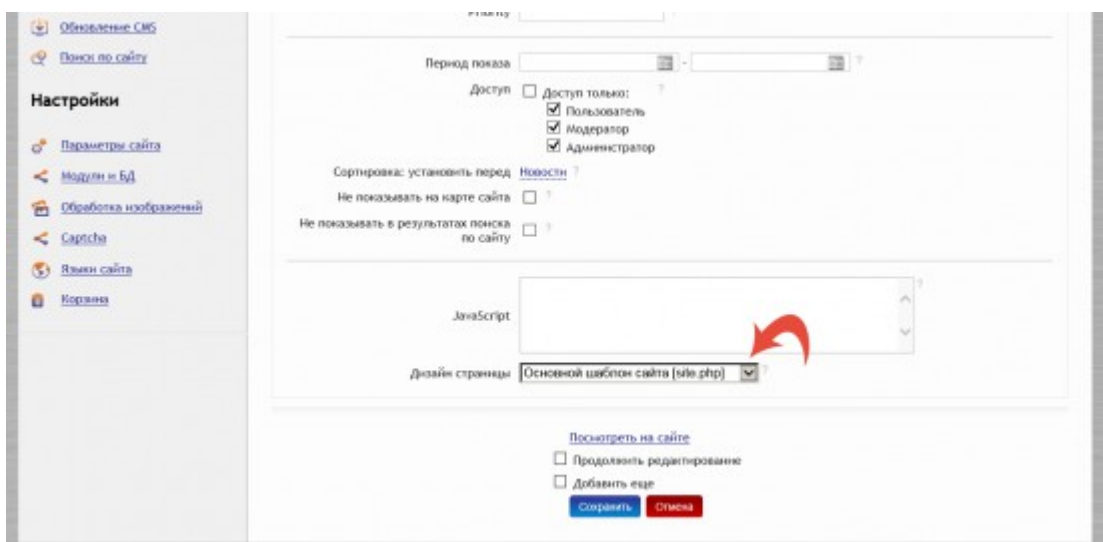 Обновление CMS
Поиск по сайту
Настройки
Параметры сайта
Модули и БД
Обработка изображений
Captcha
Языки сайта
Корзина
Priority
Период показа - ?
Доступ Доступ только: ?
Пользователь
Модератор
Администратор
Сортировка: установить перед Новости ?
Не показывать на карте сайта ?
Не показывать в результатах поиска
по сайту ?
JavaScript ?
Дизайн страницы Основной шаблон сайта (site.php) ?
Посмотреть на сайте
Продолжить редактирование
Добавить еще
Сохранить Отмена